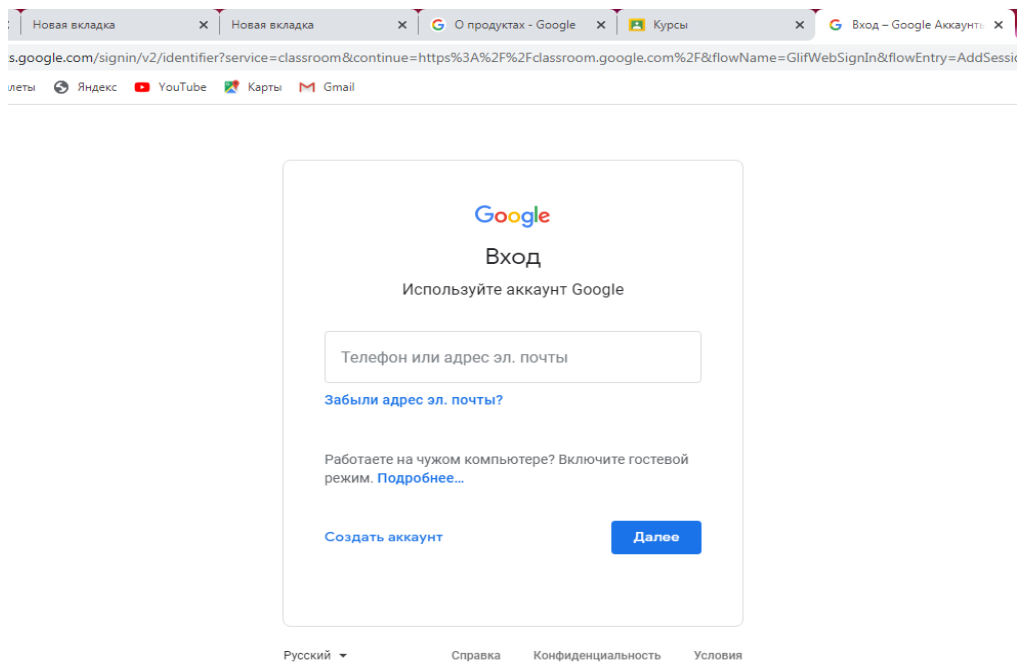 Новая вкладка Новая вкладка О продуктах - Google Курсы Вход – Google Аккаунты
s.google.com/signin/v2/identifier?service=classroom&continue=https%3A%2F%2Fclassroom.google.com%2F&flowName=GlifWebSignIn&flowEntry=AddSessio
леты Яндекс YouTube Карты Gmail
Google
Вход
Используйте аккаунт Google
Телефон или адрес эл. почты
Забыли адрес эл. почты?
Работаете на чужом компьютере? Включите гостевой
режим. Подробнее...
Создать аккаунт Далее
Русский Справка Конфиденциальность Условия